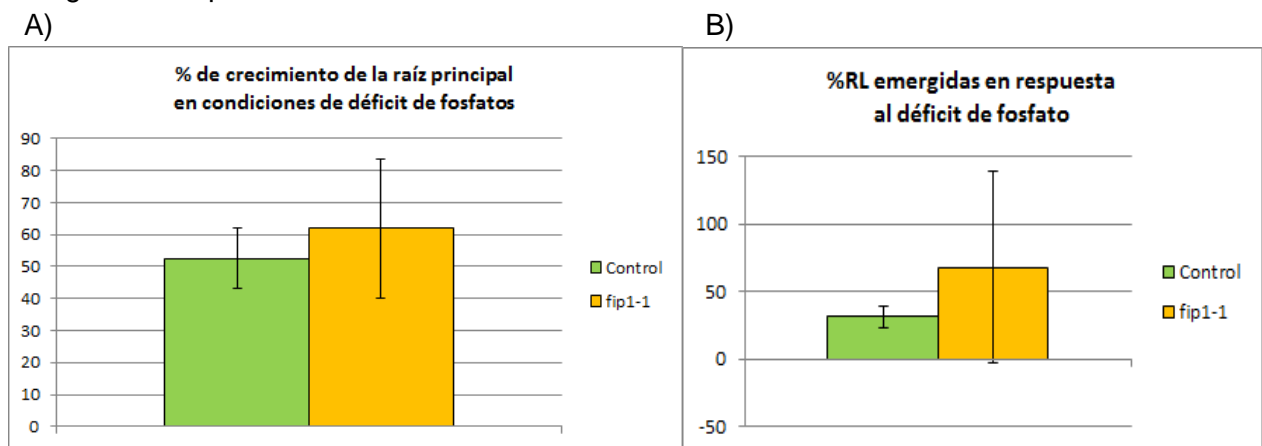 A)
% de crecimiento de la raíz principal
en condiciones de déficit de fosfatos
90
80
70
60
50
40
30
20
10
0
Control
fip1-1
B)
%RL emergidas en respuesta
al déficit de fosfato
150
100
50
0
-50
Control
fip1-1